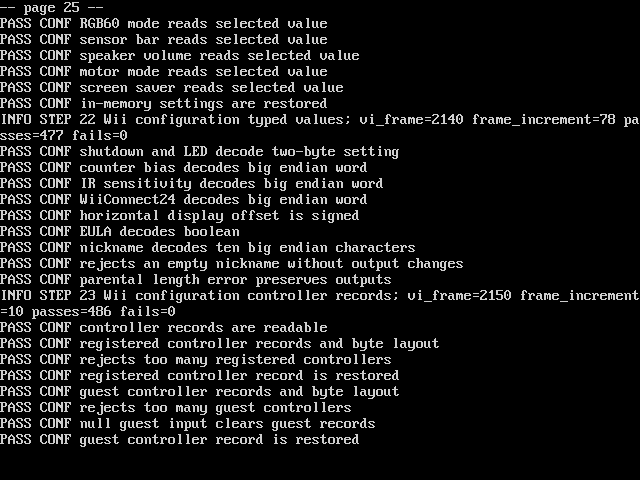 -- page 25 --
PASS CONF RGB60 mode reads selected value
PASS CONF sensor bar reads selected value
PASS CONF speaker volume reads selected value
PASS CONF motor mode reads selected value
PASS CONF screen saver reads selected value
PASS CONF in-memory settings are restored
INFO STEP 22 Wii configuration typed values; vi_frame=2140 frame_increment=78 pa
sses=477 fails=0
PASS CONF shutdown and LED decode two-byte setting
PASS CONF counter bias decodes big endian word
PASS CONF IR sensitivity decodes big endian word
PASS CONF WiiConnect24 decodes big endian word
PASS CONF horizontal display offset is signed
PASS CONF EULA decodes boolean
PASS CONF nickname decodes ten big endian characters
PASS CONF rejects an empty nickname without output changes
PASS CONF parental length error preserves outputs
INFO STEP 23 Wii configuration controller records; vi_frame=2150 frame_increment
=10 passes=486 fails=0
PASS CONF controller records are readable
PASS CONF registered controller records and byte layout
PASS CONF rejects too many registered controllers
PASS CONF registered controller record is restored
PASS CONF guest controller records and byte layout
PASS CONF rejects too many guest controllers
PASS CONF null guest input clears guest records
PASS CONF guest controller record is restored